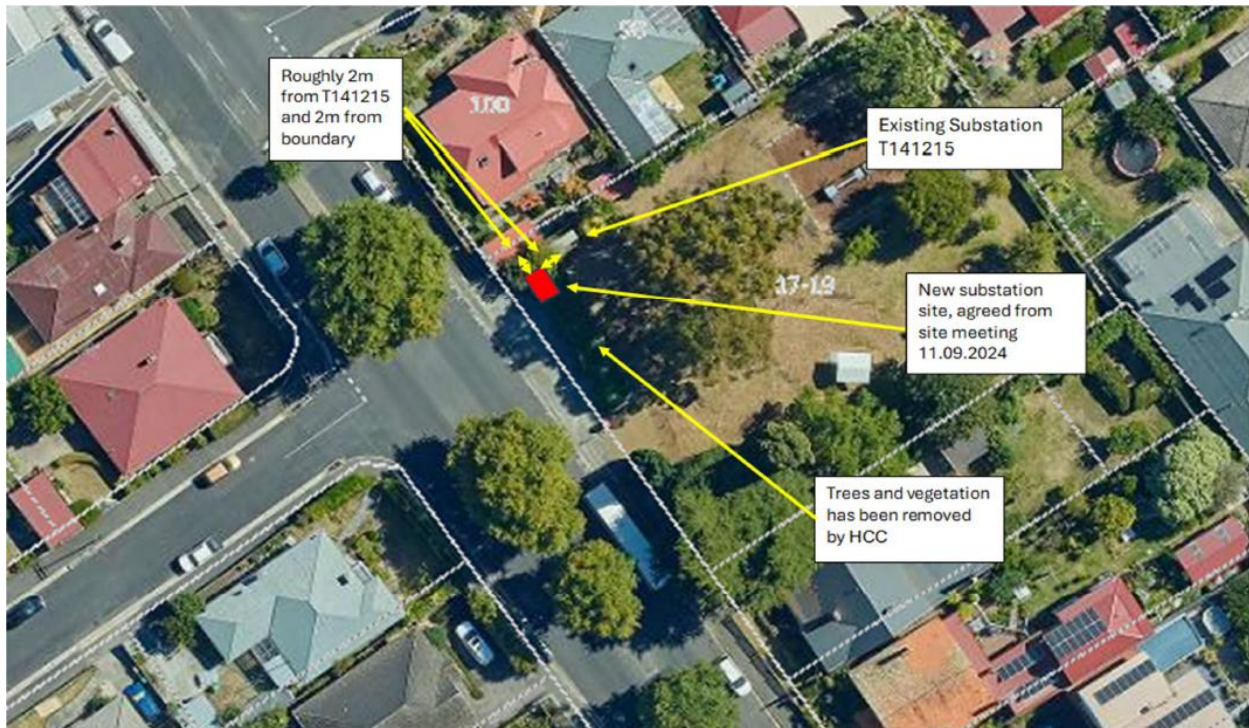 Roughly 2m
from T141215
and 2m from
boundary
Existing Substation
T141215
17-19
New substation
site, agreed from
site meeting
11.09.2024
Trees and vegetation
has been removed
by HCC